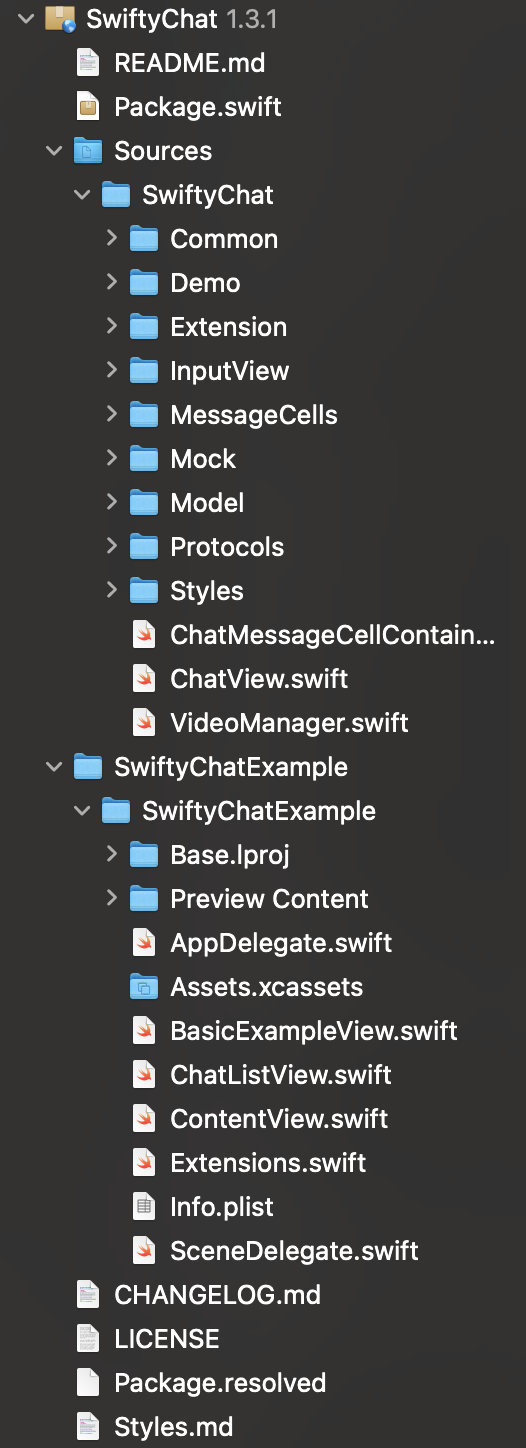 SwiftyChat 1.3.1
README.md
Package.swift
Sources
SwiftyChat
Common
Demo
Extension
InputView
MessageCells
Mock
Model
Protocols
Styles
ChatMessageCellContain...
ChatView.swift
VideoManager.swift
SwiftyChatExample
SwiftyChatExample
Base.lproj
Preview Content
AppDelegate.swift
Assets.xcassets
BasicExampleView.swift
ChatListView.swift
ContentView.swift
Extensions.swift
Info.plist
SceneDelegate.swift
CHANGELOG.md
LICENSE
Package.resolved
Styles.md